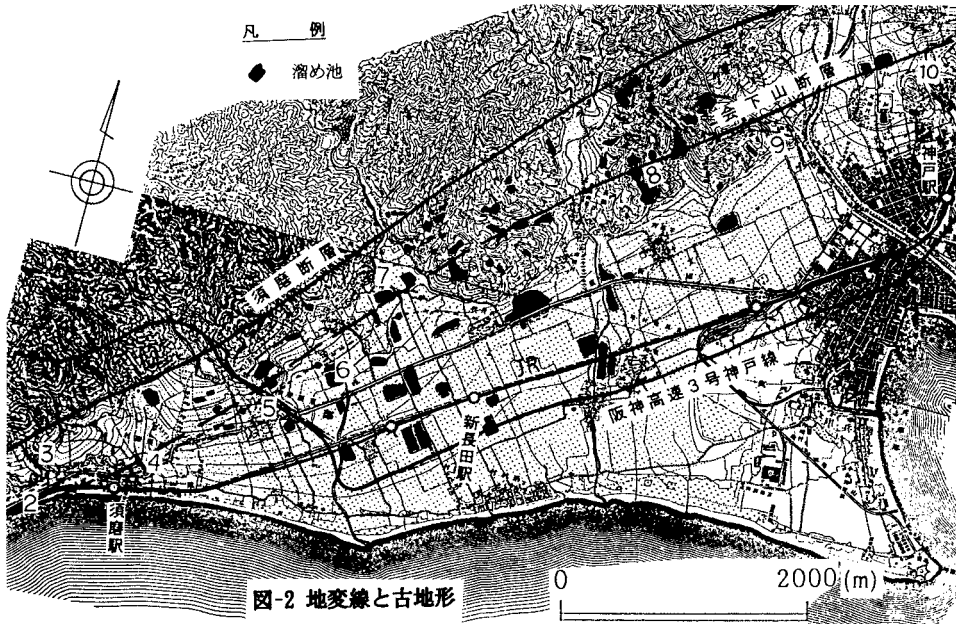 凡 例
溜め池
10
会下山断層
神戸駅
9
8
須磨断層
7
6
JR
阪神高速3号神戸線
5
新長田駅
3
4
2
須磨駅
図-2 地変線と古地形
0 2000(m)